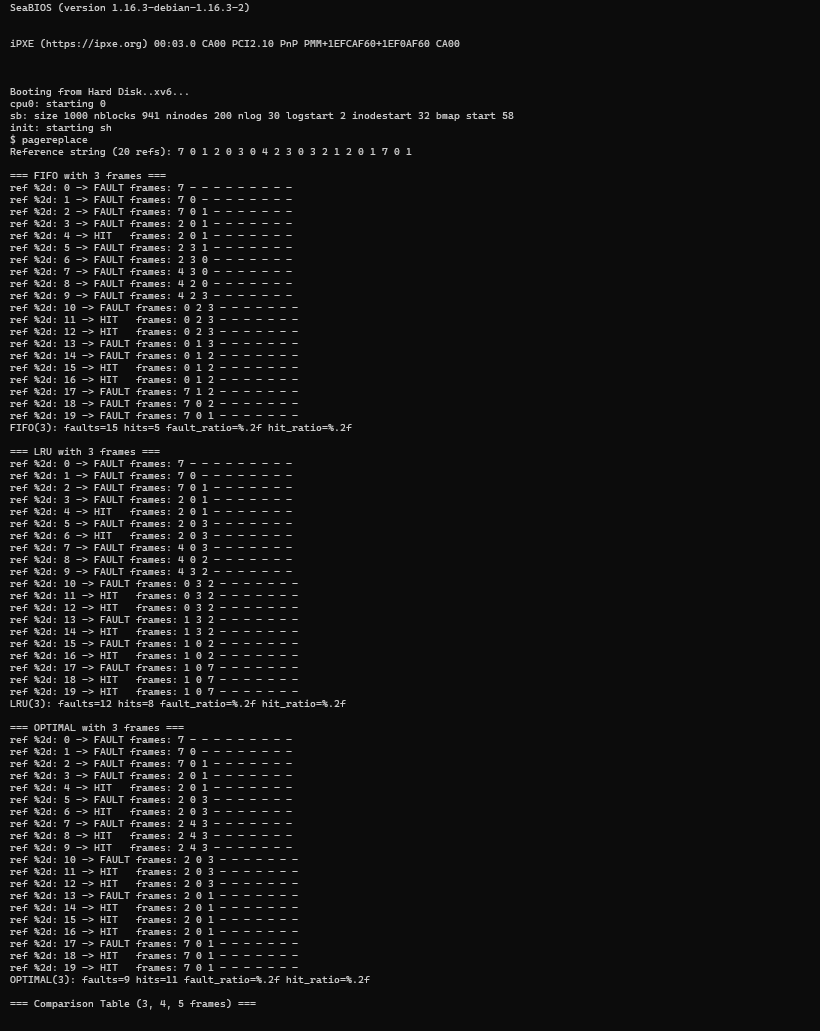 SeaBIOS (version 1.16.3-debian-1.16.3-2)
iPXE (https://ipxe.org) 00:03.0 CA00 PCI2.10 PnP PMM+1EFCAF60+1EF0AF60 CA00
Booting from Hard Disk..xv6...
cpu0: starting 0
sb: size 1000 nblocks 941 ninodes 200 nlog 30 logstart 2 inodestart 32 bmap start 58
init: starting sh
$ pagereplace
Reference string (20 refs): 7 0 1 2 0 3 0 4 2 3 0 3 2 1 2 0 1 7 0 1
=== FIFO with 3 frames ===
ref %2d: 0 -> FAULT frames: 7 - - - - - - - - -
ref %2d: 1 -> FAULT frames: 7 0 - - - - - - - -
ref %2d: 2 -> FAULT frames: 7 0 1 - - - - - - -
ref %2d: 3 -> FAULT frames: 2 0 1 - - - - - - -
ref %2d: 4 -> HIT   frames: 2 0 1 - - - - - - -
ref %2d: 5 -> FAULT frames: 2 3 1 - - - - - - -
ref %2d: 6 -> FAULT frames: 2 3 0 - - - - - - -
ref %2d: 7 -> FAULT frames: 4 3 0 - - - - - - -
ref %2d: 8 -> FAULT frames: 4 2 0 - - - - - - -
ref %2d: 9 -> FAULT frames: 4 2 3 - - - - - - -
ref %2d: 10 -> FAULT frames: 0 2 3 - - - - - - -
ref %2d: 11 -> HIT   frames: 0 2 3 - - - - - - -
ref %2d: 12 -> HIT   frames: 0 2 3 - - - - - - -
ref %2d: 13 -> FAULT frames: 0 1 3 - - - - - - -
ref %2d: 14 -> FAULT frames: 0 1 2 - - - - - - -
ref %2d: 15 -> HIT   frames: 0 1 2 - - - - - - -
ref %2d: 16 -> HIT   frames: 0 1 2 - - - - - - -
ref %2d: 17 -> FAULT frames: 7 1 2 - - - - - - -
ref %2d: 18 -> FAULT frames: 7 0 2 - - - - - - -
ref %2d: 19 -> FAULT frames: 7 0 1 - - - - - - -
FIFO(3): faults=15 hits=5 fault_ratio=%.2f hit_ratio=%.2f
=== LRU with 3 frames ===
ref %2d: 0 -> FAULT frames: 7 - - - - - - - - -
ref %2d: 1 -> FAULT frames: 7 0 - - - - - - - -
ref %2d: 2 -> FAULT frames: 7 0 1 - - - - - - -
ref %2d: 3 -> FAULT frames: 2 0 1 - - - - - - -
ref %2d: 4 -> HIT   frames: 2 0 1 - - - - - - -
ref %2d: 5 -> FAULT frames: 2 0 3 - - - - - - -
ref %2d: 6 -> HIT   frames: 2 0 3 - - - - - - -
ref %2d: 7 -> FAULT frames: 4 0 3 - - - - - - -
ref %2d: 8 -> FAULT frames: 4 0 2 - - - - - - -
ref %2d: 9 -> FAULT frames: 4 3 2 - - - - - - -
ref %2d: 10 -> FAULT frames: 0 3 2 - - - - - - -
ref %2d: 11 -> HIT   frames: 0 3 2 - - - - - - -
ref %2d: 12 -> HIT   frames: 0 3 2 - - - - - - -
ref %2d: 13 -> FAULT frames: 1 3 2 - - - - - - -
ref %2d: 14 -> HIT   frames: 1 3 2 - - - - - - -
ref %2d: 15 -> FAULT frames: 1 0 2 - - - - - - -
ref %2d: 16 -> HIT   frames: 1 0 2 - - - - - - -
ref %2d: 17 -> FAULT frames: 1 0 7 - - - - - - -
ref %2d: 18 -> HIT   frames: 1 0 7 - - - - - - -
ref %2d: 19 -> HIT   frames: 1 0 7 - - - - - - -
LRU(3): faults=12 hits=8 fault_ratio=%.2f hit_ratio=%.2f
=== OPTIMAL with 3 frames ===
ref %2d: 0 -> FAULT frames: 7 - - - - - - - - -
ref %2d: 1 -> FAULT frames: 7 0 - - - - - - - -
ref %2d: 2 -> FAULT frames: 7 0 1 - - - - - - -
ref %2d: 3 -> FAULT frames: 2 0 1 - - - - - - -
ref %2d: 4 -> HIT   frames: 2 0 1 - - - - - - -
ref %2d: 5 -> FAULT frames: 2 0 3 - - - - - - -
ref %2d: 6 -> HIT   frames: 2 0 3 - - - - - - -
ref %2d: 7 -> FAULT frames: 2 4 3 - - - - - - -
ref %2d: 8 -> HIT   frames: 2 4 3 - - - - - - -
ref %2d: 9 -> HIT   frames: 2 4 3 - - - - - - -
ref %2d: 10 -> FAULT frames: 2 0 3 - - - - - - -
ref %2d: 11 -> HIT   frames: 2 0 3 - - - - - - -
ref %2d: 12 -> HIT   frames: 2 0 3 - - - - - - -
ref %2d: 13 -> FAULT frames: 2 0 1 - - - - - - -
ref %2d: 14 -> HIT   frames: 2 0 1 - - - - - - -
ref %2d: 15 -> HIT   frames: 2 0 1 - - - - - - -
ref %2d: 16 -> HIT   frames: 2 0 1 - - - - - - -
ref %2d: 17 -> FAULT frames: 7 0 1 - - - - - - -
ref %2d: 18 -> HIT   frames: 7 0 1 - - - - - - -
ref %2d: 19 -> HIT   frames: 7 0 1 - - - - - - -
OPTIMAL(3): faults=9 hits=11 fault_ratio=%.2f hit_ratio=%.2f
=== Comparison Table (3, 4, 5 frames) ===